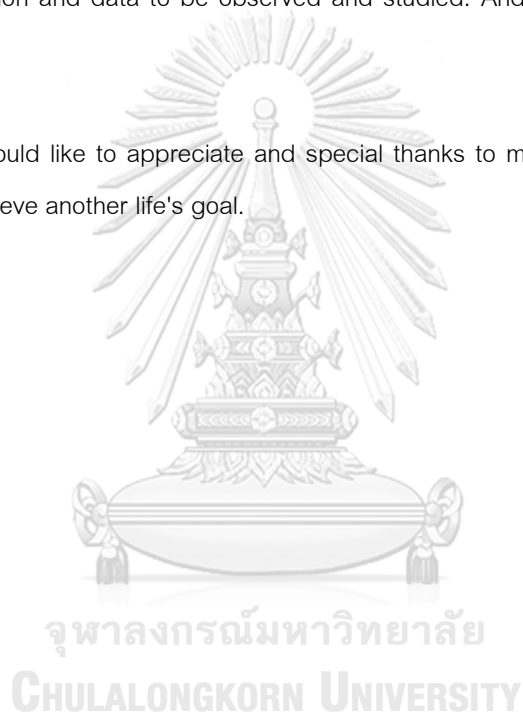 ion and data to be observed and studied. And
ould like to appreciate and special thanks to m
eve another life's goal.
จุฬาลงกรณ์มหาวิทยาลัย
CHULALONGKORN UNIVERSITY